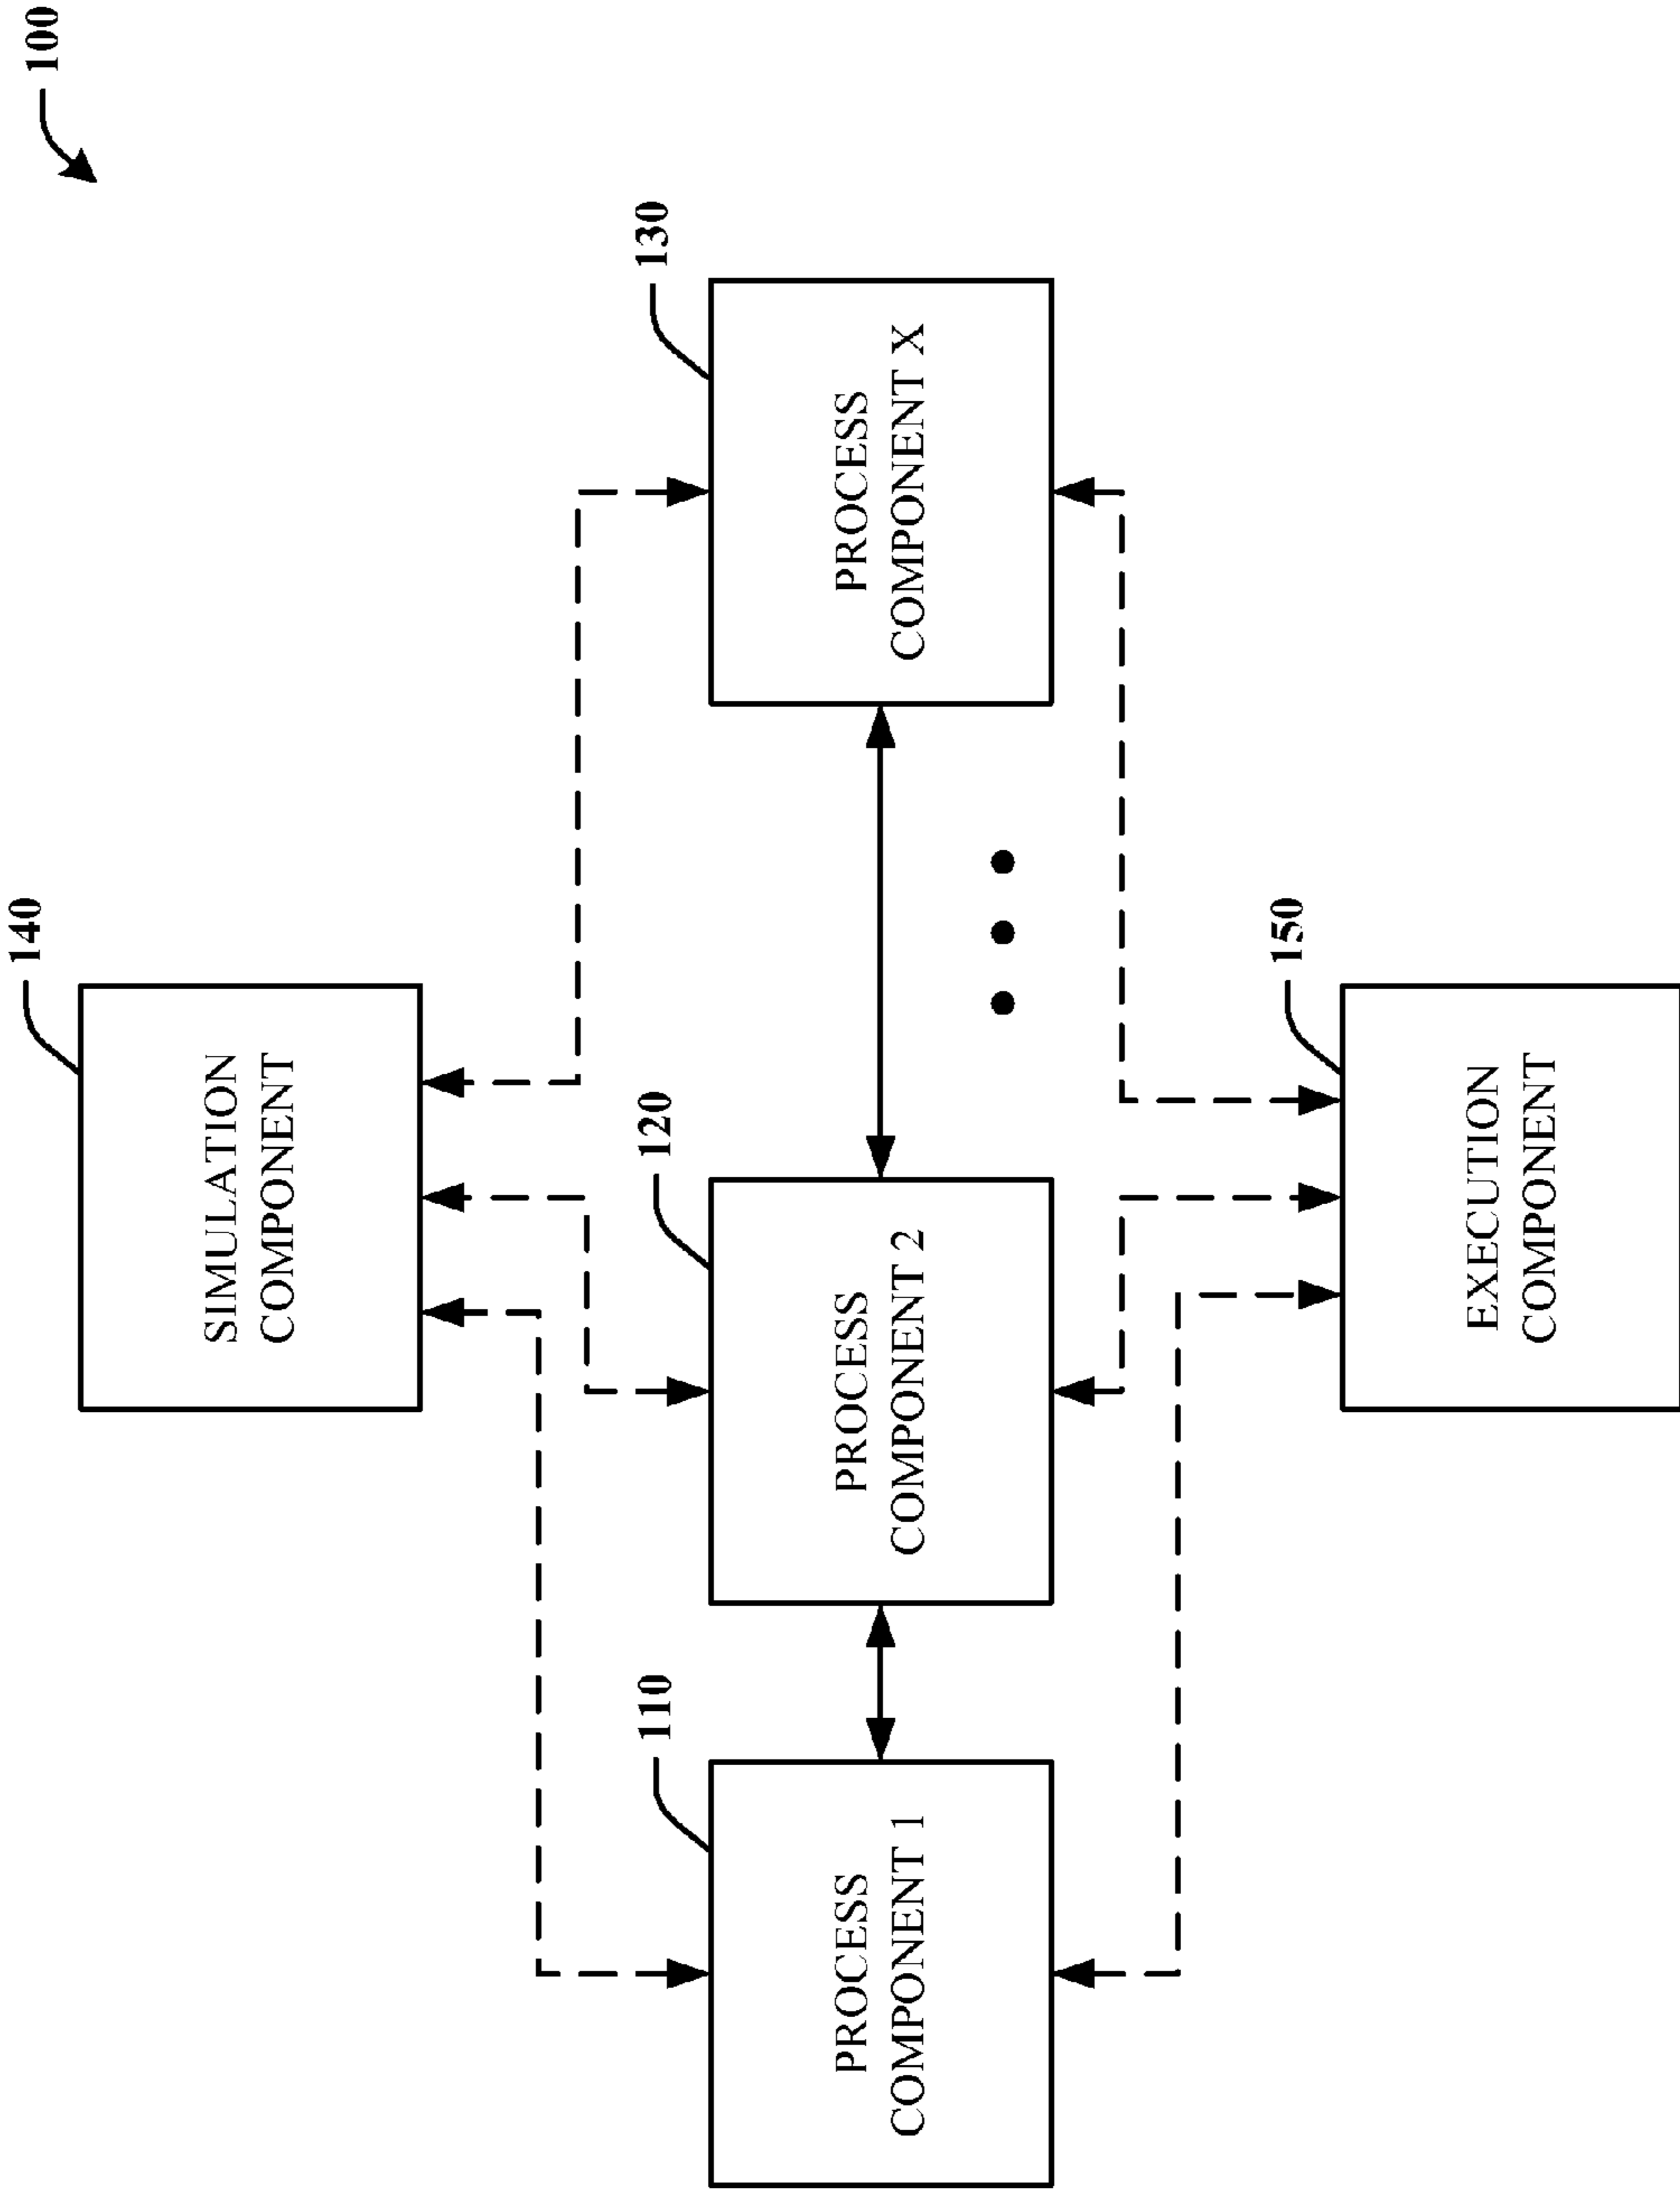 100
140
SIMULATION
COMPONENT
110
PROCESS
COMPONENT 1
120
PROCESS
COMPONENT 2
130
PROCESS
COMPONENT X
150
EXECUTION
COMPONENT